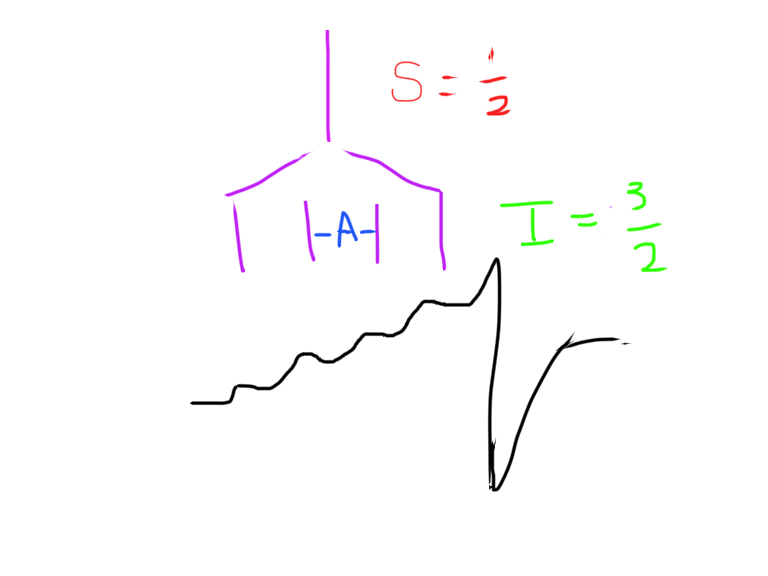 S = 1/2
I = 3/2
-A-